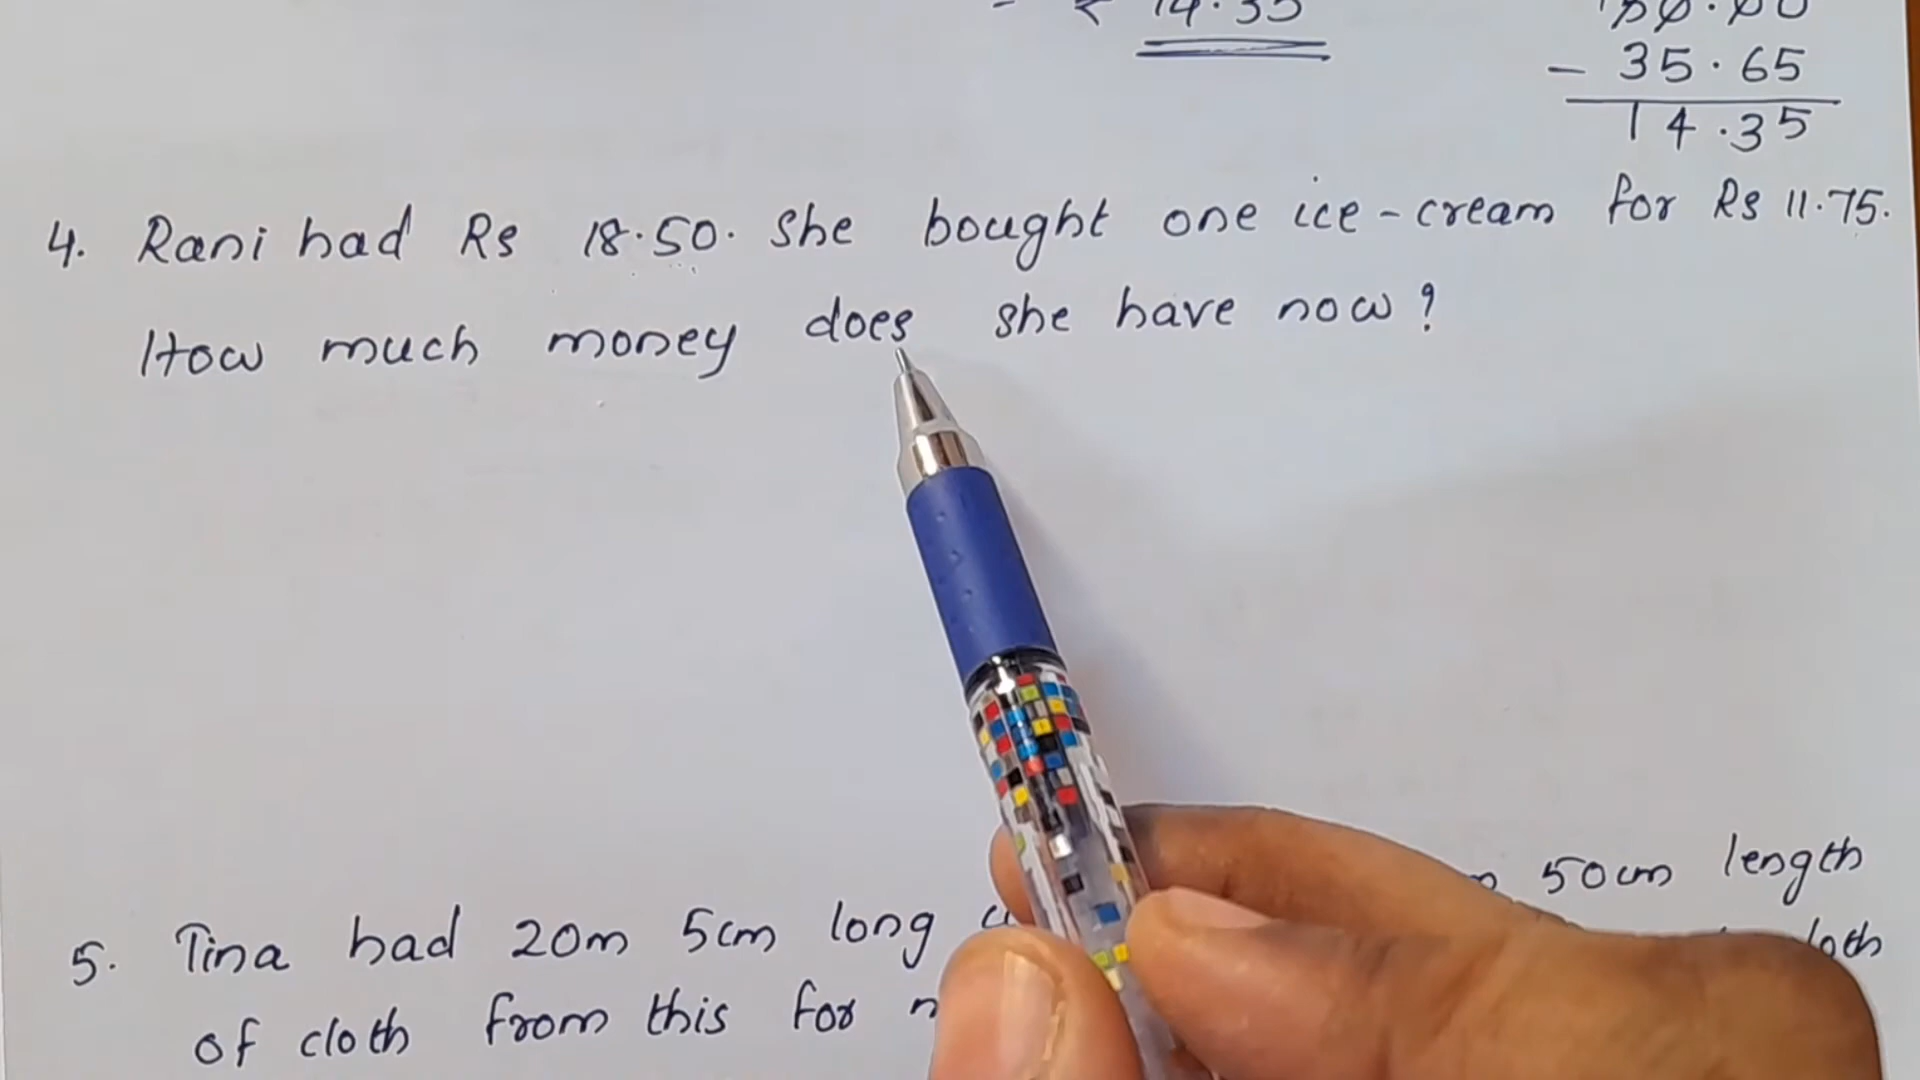 - ₹ 14.35
- 35.65
14.35
4. Rani had Rs 18.50. She bought one ice-cream for Rs 11.75.
How much money does she have now?
5. Tina had 20m 5cm long 50cm length
of cloth from this for